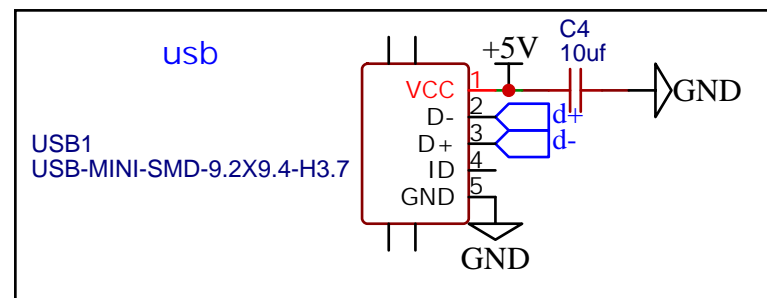 usb
C4
10uf
+5V
VCC 1
GND
D- 2 d+
D+ 3 d-
USB1
USB-MINI-SMD-9.2X9.4-H3.7
ID 4
GND 5
GND